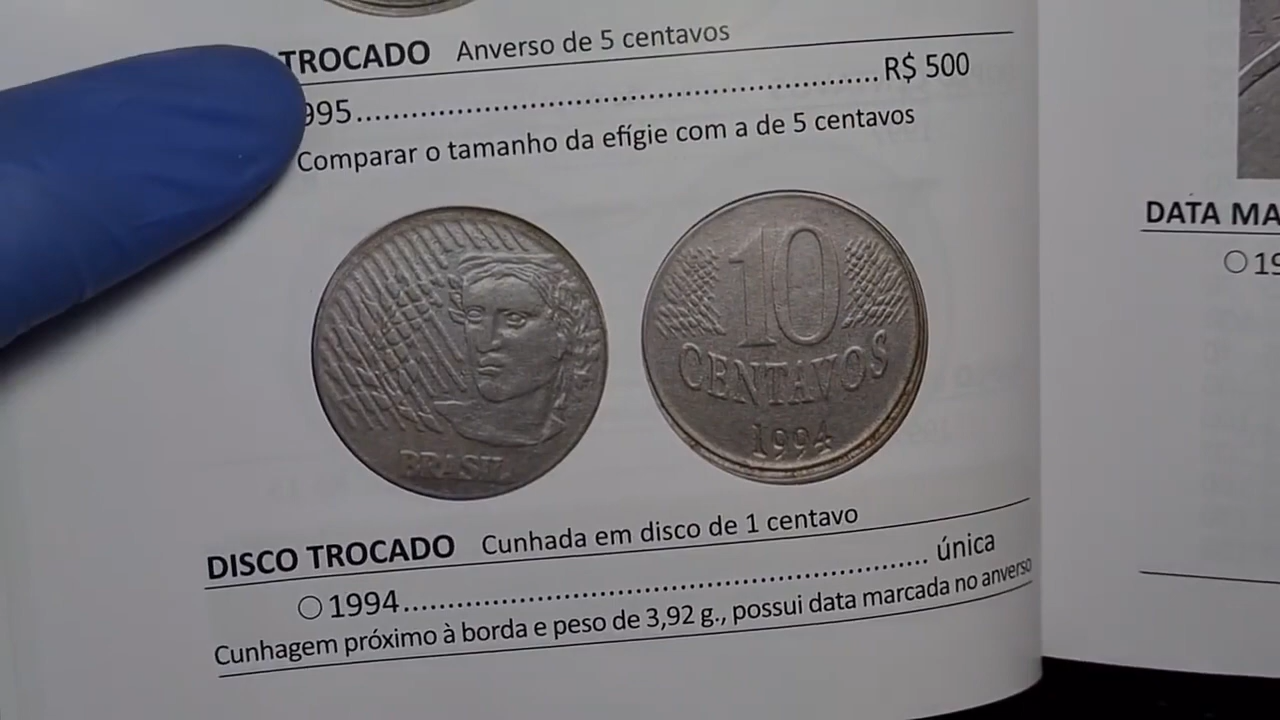 TROCADO Anverso de 5 centavos
995........................................................R$ 500
Comparar o tamanho da efígie com a de 5 centavos
BRASIL
10
CENTAVOS
1994
DISCO TROCADO Cunhada em disco de 1 centavo
○ 1994........................................................ única
Cunhagem próximo à borda e peso de 3,92 g., possui data marcada no anverso
DATA MA
○ 19